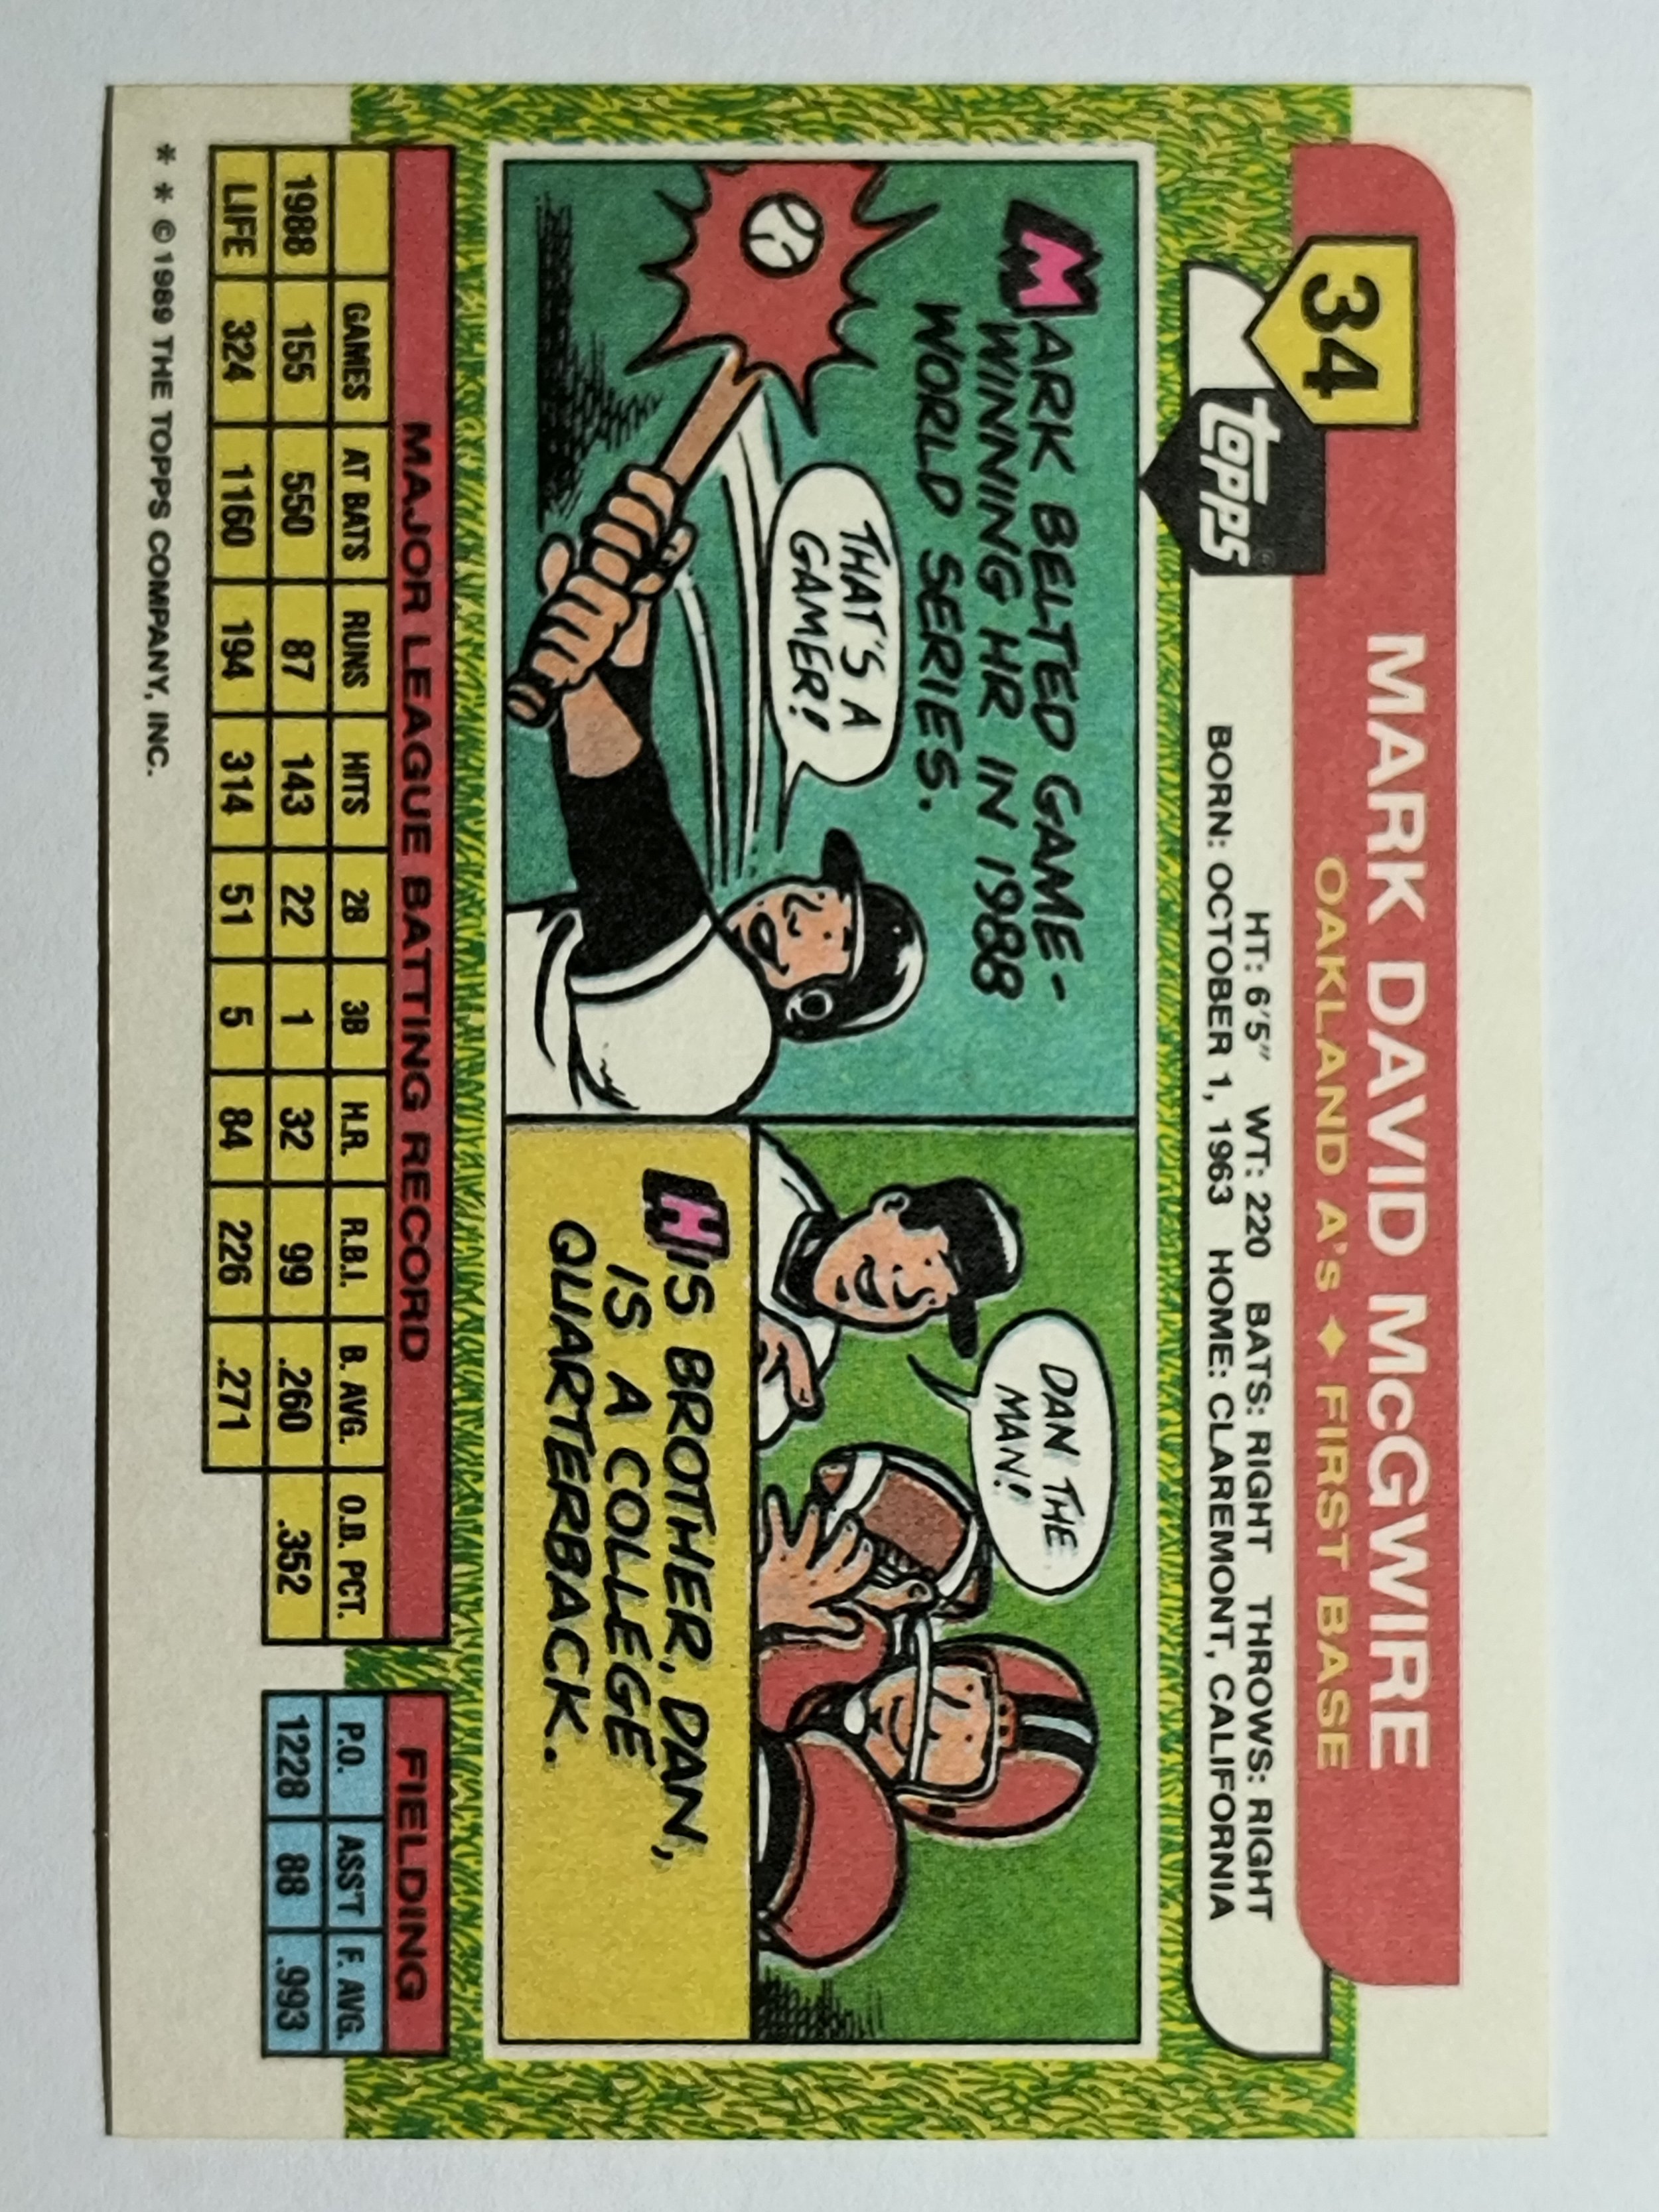 34
MARK DAVID McGWIRE
OAKLAND A's ♦ FIRST BASE
TOPPS®
HT: 6'5" WT: 220 BATS: RIGHT THROWS: RIGHT
BORN: OCTOBER 1, 1963 HOME: CLAREMONT, CALIFORNIA
MARK BELTED GAME-
WINNING HR IN 1988
WORLD SERIES.
THAT'S A
GAMER!
DAN THE
MAN!
HIS BROTHER, DAN,
IS A COLLEGE
QUARTERBACK.
MAJOR LEAGUE BATTING RECORD
GAMES AT BATS RUNS HITS 2B 3B H.R. R.B.I. B. AVG. O.B. PCT.
1988 155 550 87 143 22 1 32 99 .260 .352
LIFE 324 1160 194 314 51 5 84 226 .271
FIELDING
P.O. ASST F. AVG.
1228 88 .993
* * © 1989 THE TOPPS COMPANY, INC.